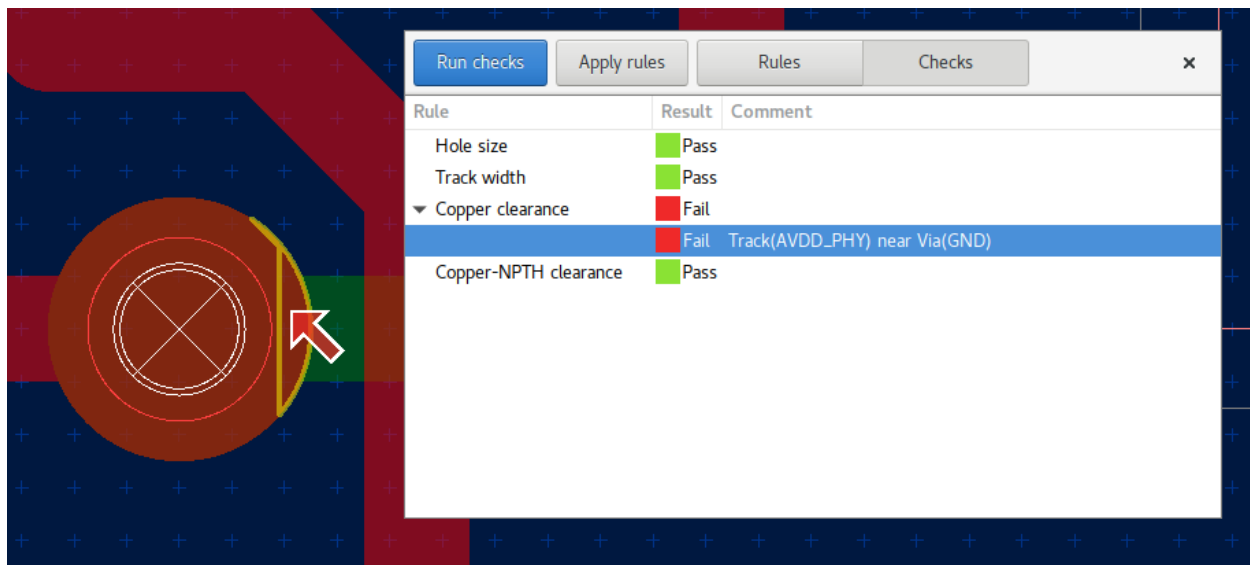 Run checks Apply rules Rules Checks ×
Rule Result Comment
Hole size Pass
Track width Pass
Copper clearance Fail
Fail Track(AVDD_PHY) near Via(GND)
Copper-NPTH clearance Pass